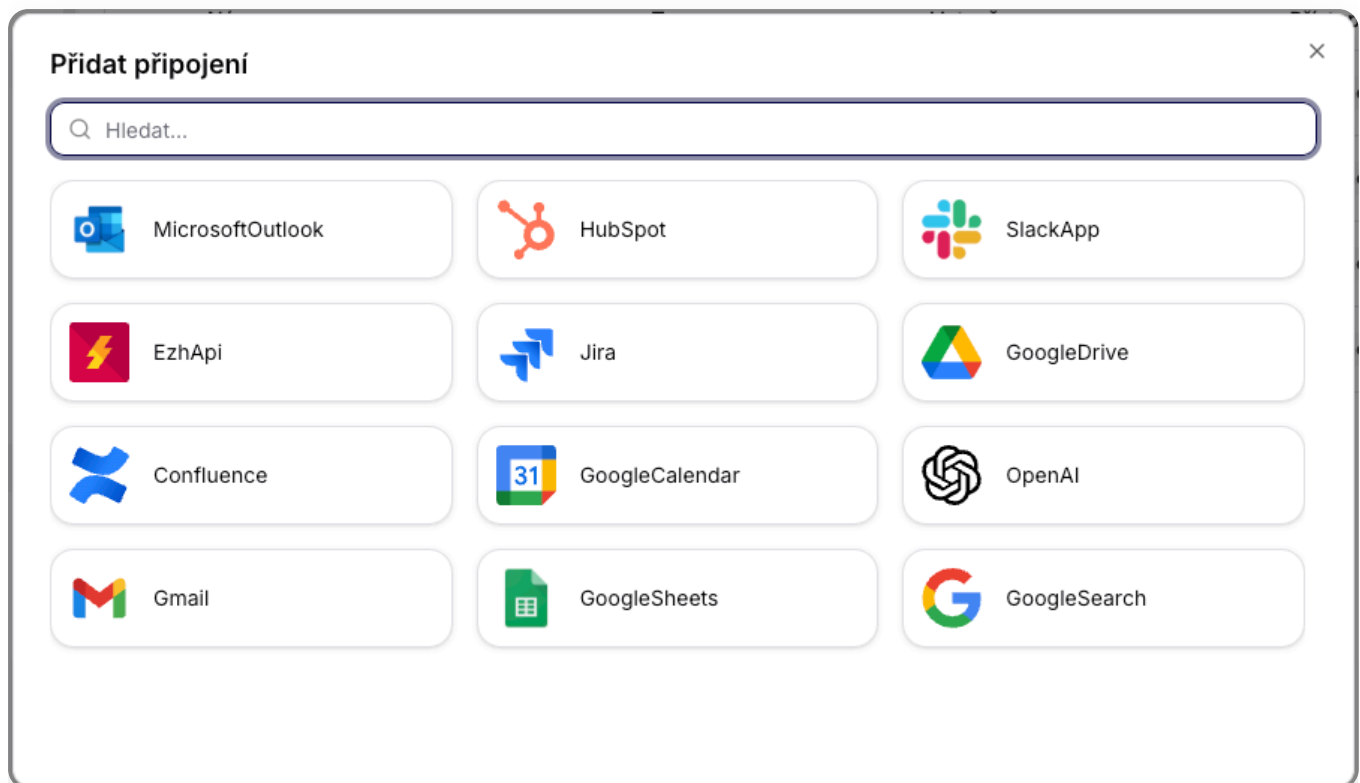 Přidat připojení
Hledat...
MicrosoftOutlook
HubSpot
SlackApp
EzhApi
Jira
GoogleDrive
Confluence
31
GoogleCalendar
OpenAI
Gmail
GoogleSheets
GoogleSearch